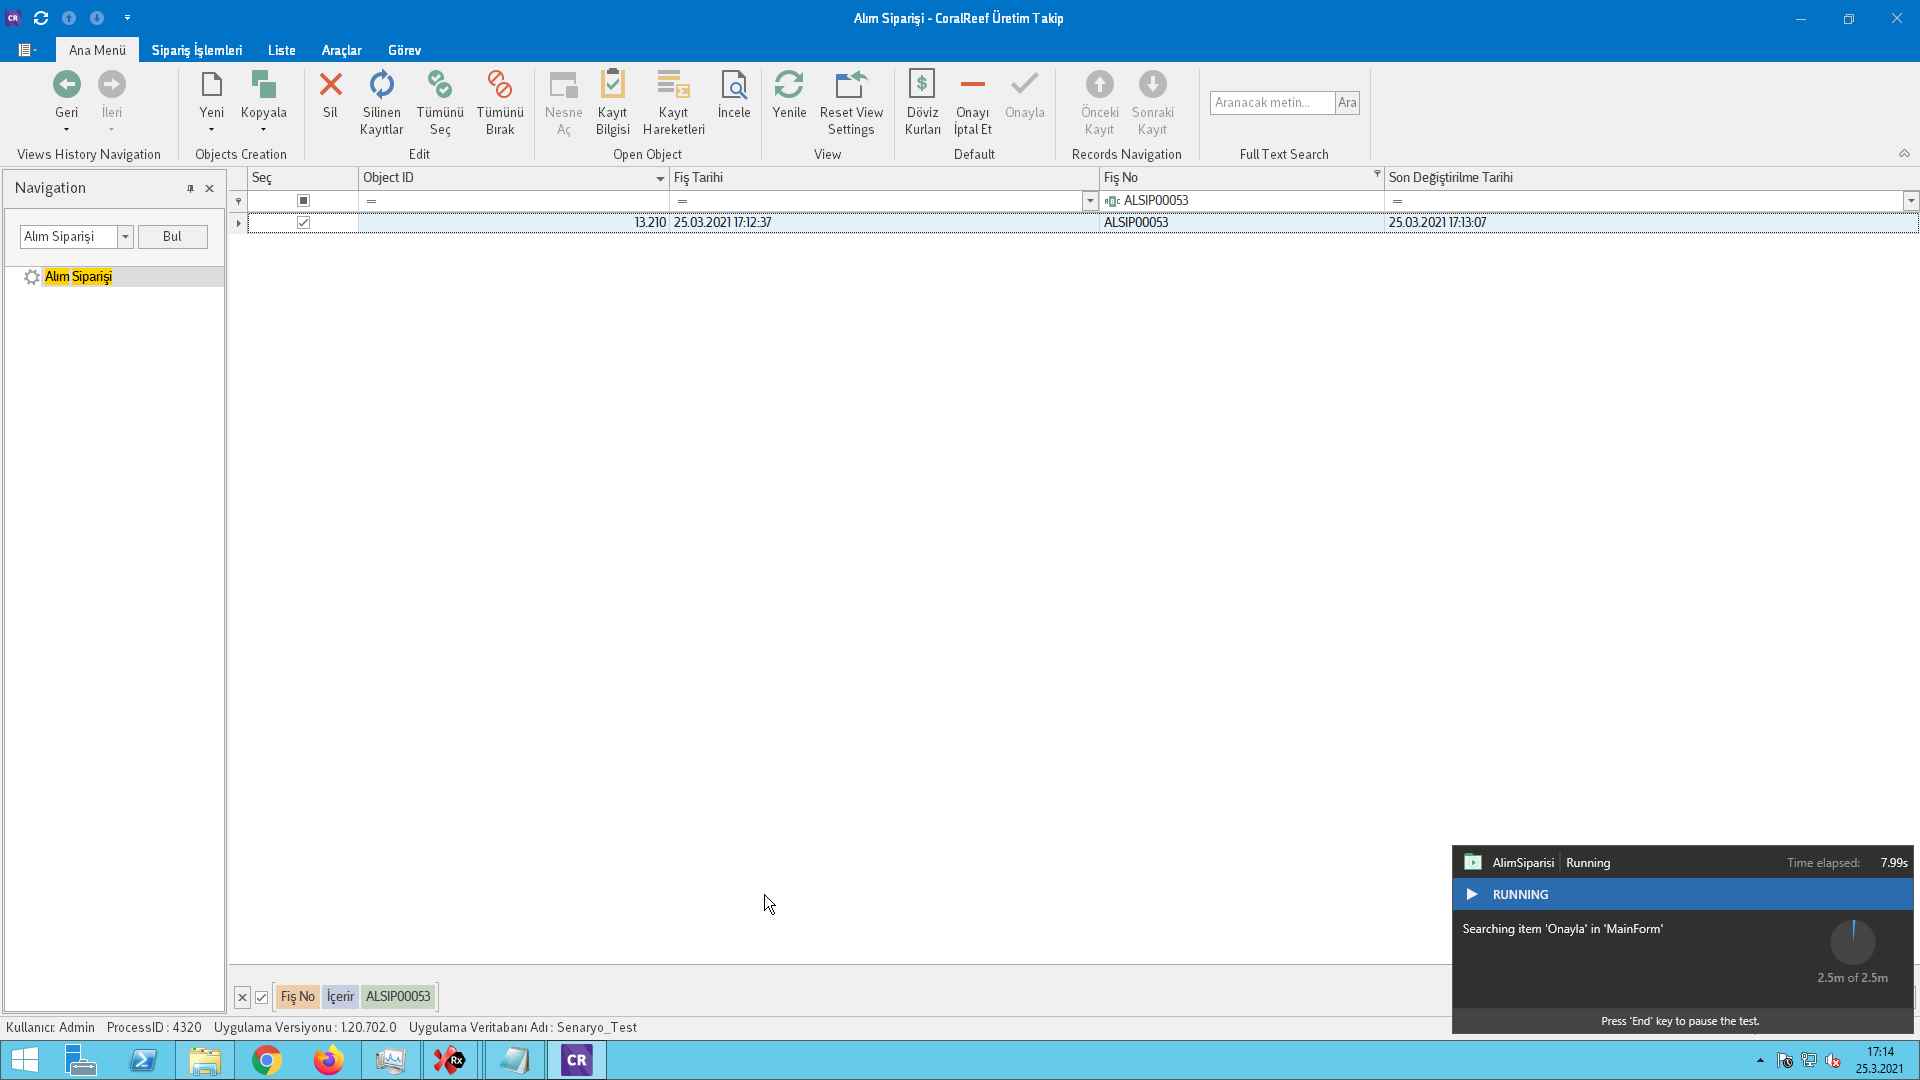 CR
Alım Siparişi - CoralReef Üretim Takip
Ana Menü
Sipariş İşlemleri
Liste
Araçlar
Görev
Geri
İleri
Views History Navigation
Yeni
Kopyala
Objects Creation
Sil
Silinen Kayıtlar
Tümünü Seç
Tümünü Bırak
Edit
Nesne Aç
Kayıt Bilgisi
Kayıt Hareketleri
İncele
Open Object
Yenile
Reset View Settings
View
Döviz Kurları
Onayı İptal Et
Onayla
Default
Önceki Kayıt
Sonraki Kayıt
Records Navigation
Aranacak metin...
Ara
Full Text Search
Navigation
Alım Siparişi
Bul
Alım Siparişi
Seç
Object ID
Fiş Tarihi
Fiş No
Son Değiştirilme Tarihi
=
=
ALSIP00053
=
13.210
25.03.2021 17:12:37
ALSIP00053
25.03.2021 17:13:07
AlimSiparisi
Running
Time elapsed: 7.99s
RUNNING
Searching item 'Onayla' in 'MainForm'
2.5m of 2.5m
Press 'End' key to pause the test.
Fiş No
İçerir
ALSIP00053
Kullanıcı: Admin
ProcessID : 4320
Uygulama Versiyonu : 1.20.702.0
Uygulama Veritabanı Adı : Senaryo_Test
Rx
CR
17:14
25.3.2021